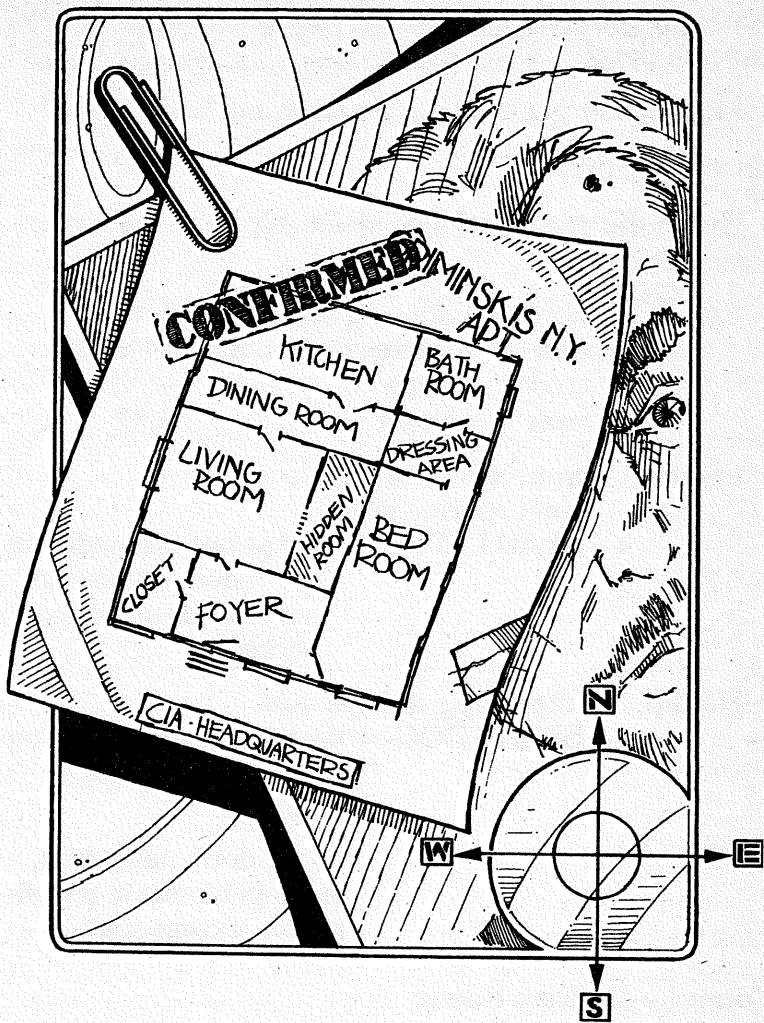 CONFIRMED
N.Y.
APT
KITCHEN
BATH
ROOM
DINING ROOM
DRESSING
AREA
LIVING
ROOM
HIDDEN
ROOM
BED
ROOM
CLOSET
FOYER
CIA·HEADQUARTERS
N
W
E
S